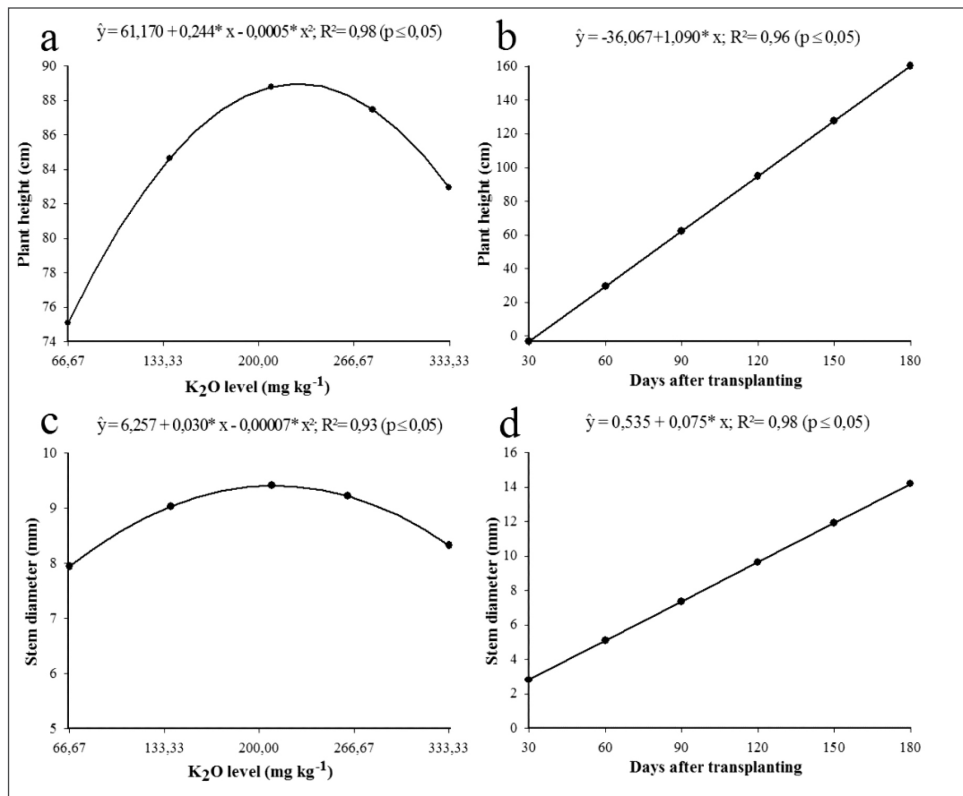 a
ŷ = 61,170 + 0,244* x - 0,0005* x²; R²= 0,98 (p ≤ 0,05)
90
88
86
84
82
80
78
76
74
Plant height (cm)
66,67 133,33 200,00 266,67 333,33
K₂O level (mg kg⁻¹)
b
ŷ = -36,067+1,090* x; R²= 0,96 (p ≤ 0,05)
160
140
120
100
80
60
40
20
0
Plant height (cm)
30 60 90 120 150 180
Days after transplanting
c
ŷ = 6,257 + 0,030* x - 0,00007* x²; R²= 0,93 (p ≤ 0,05)
10
9
8
7
6
5
Stem diameter (mm)
66,67 133,33 200,00 266,67 333,33
K₂O level (mg kg⁻¹)
d
ŷ = 0,535 + 0,075* x; R²= 0,98 (p ≤ 0,05)
16
14
12
10
8
6
4
2
0
Stem diameter (mm)
30 60 90 120 150 180
Days after transplanting